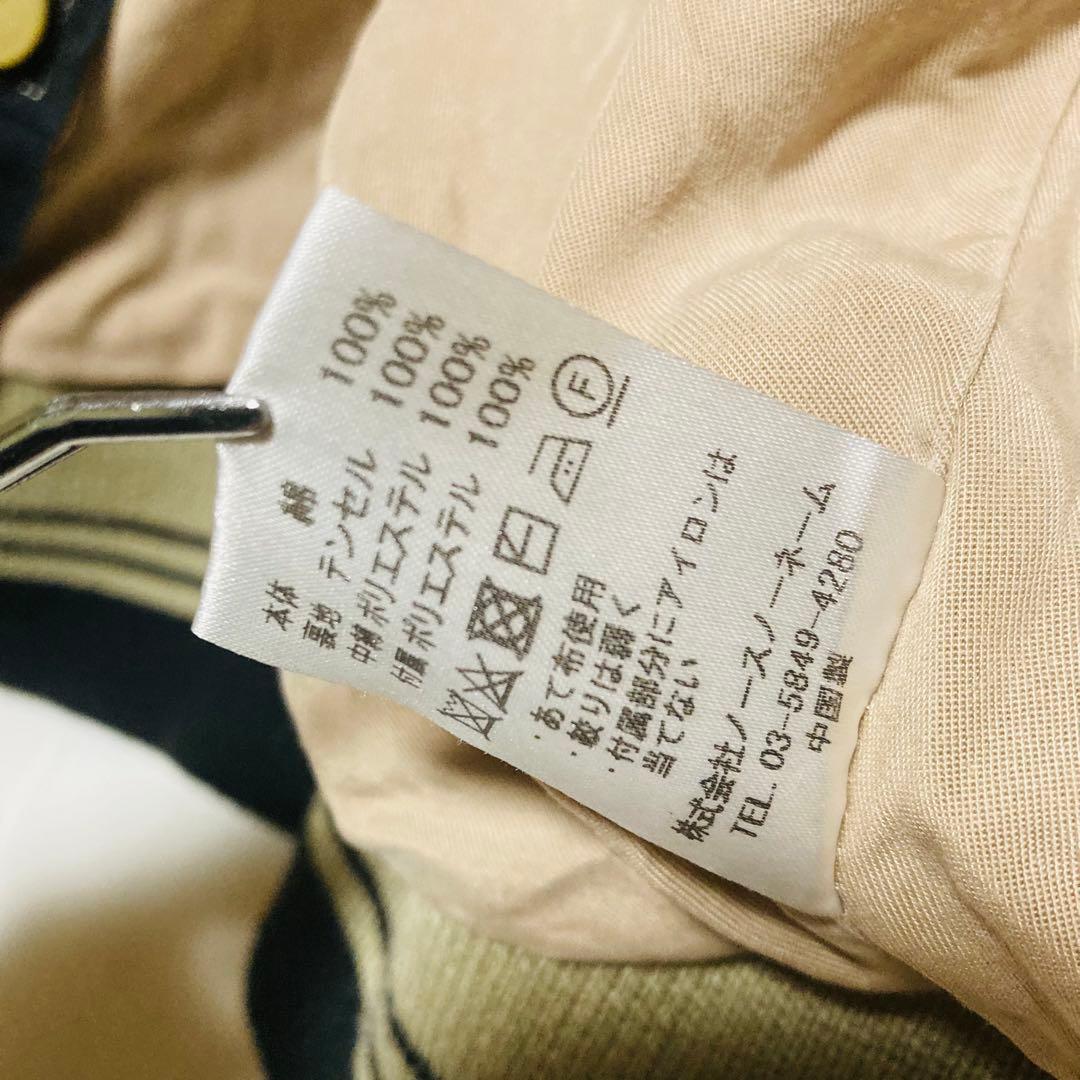 本体 綿 100%
裏地 テンセル 100%
中綿 ポリエステル 100%
付属 ポリエステル 100%
F
・あて布使用
・絞りは弱く
・付属部分にアイロンは
当てない
株式会社ノースノーネーム
TEL. 03-5849-4280
中国製